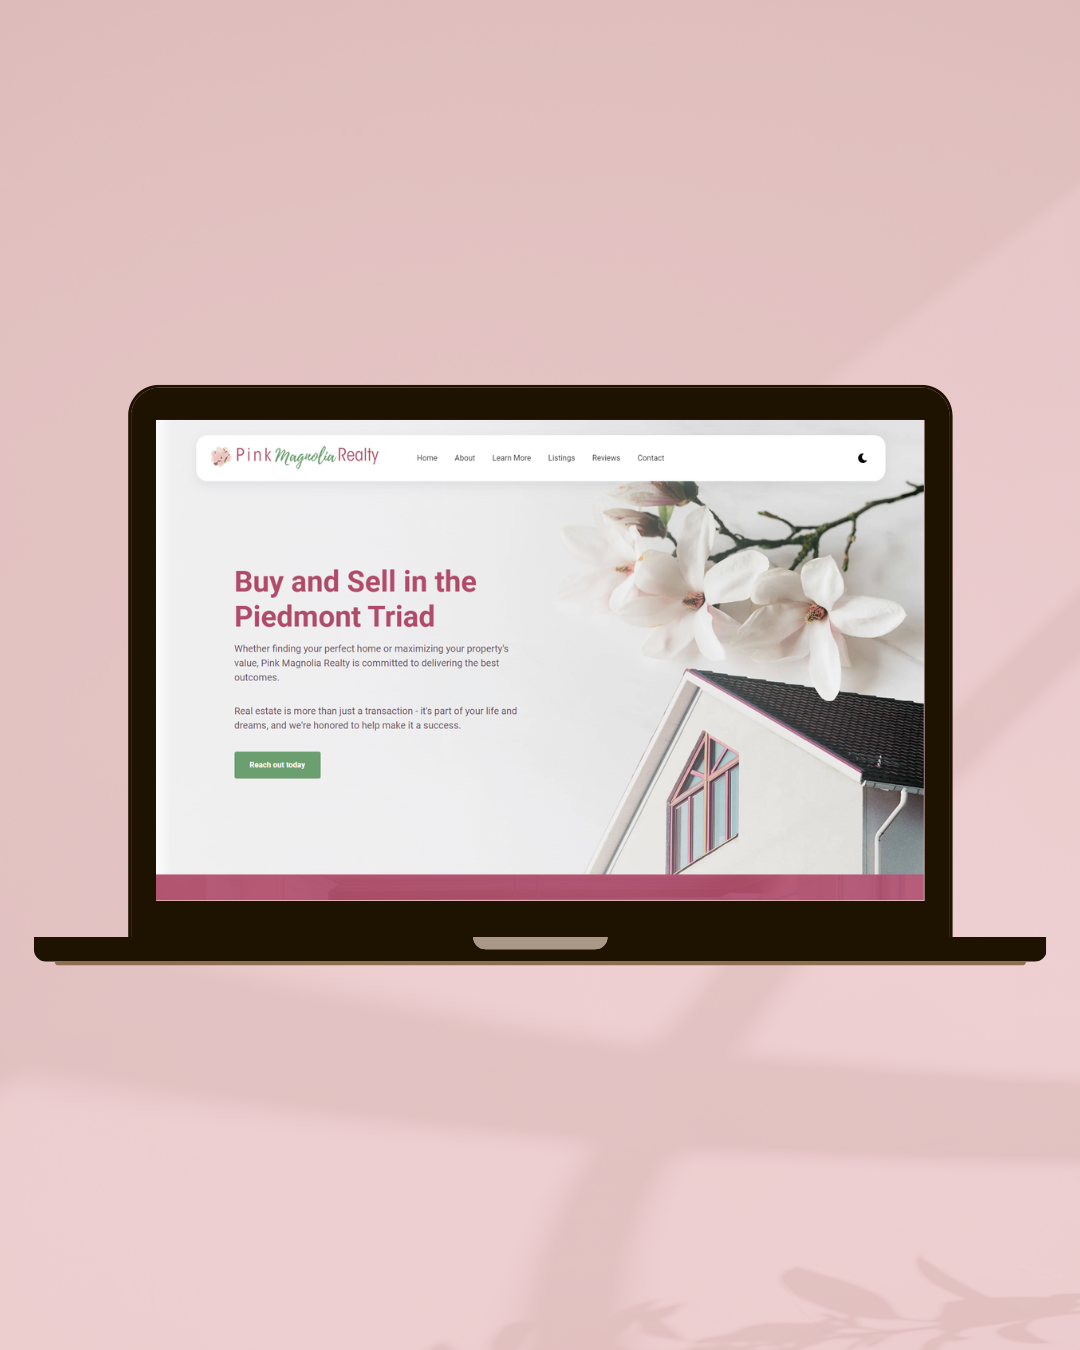 Pink Magnolia Realty
Home About Learn More Listings Reviews Contact
Buy and Sell in the
Piedmont Triad
Whether finding your perfect home or maximizing your property's
value, Pink Magnolia Realty is committed to delivering the best
outcomes.
Real estate is more than just a transaction - it's part of your life and
dreams, and we're honored to help make it a success.
Reach out today